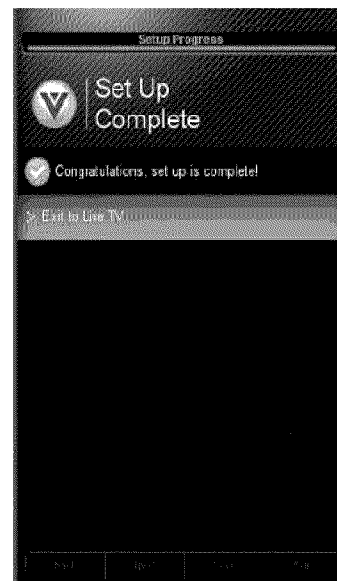 Setup Progress
Set Up
Complete
Congratulations, set up is complete!
> Exit to Live TV